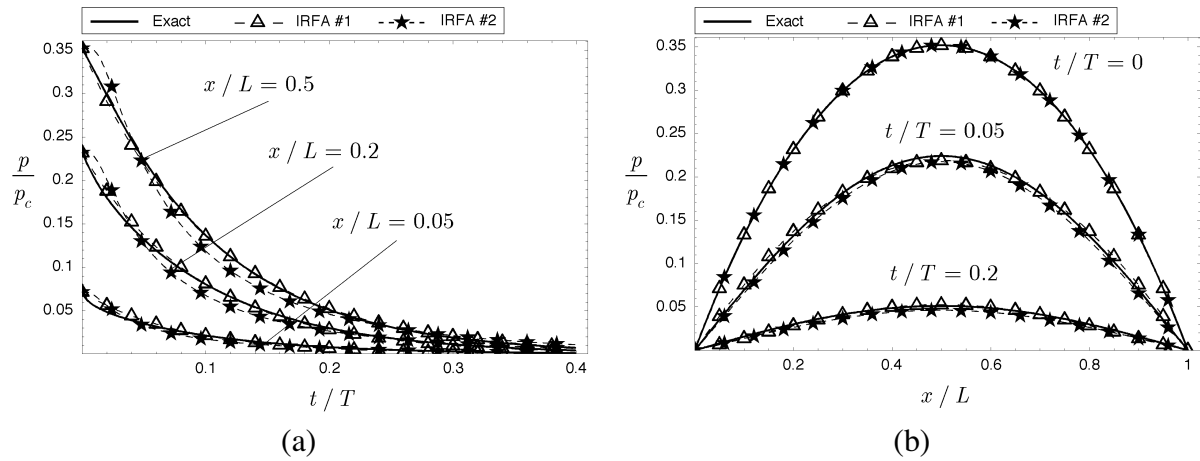 Exact IRFA #1 IRFA #2
0.35
0.3
0.25
0.2
0.15
0.1
0.05
p
p_c
x / L = 0.5
x / L = 0.2
x / L = 0.05
0.1 0.2 0.3 0.4
t / T
(a)
Exact IRFA #1 IRFA #2
0.35
0.3
0.25
0.2
0.15
0.1
0.05
p
p_c
t / T = 0
t / T = 0.05
t / T = 0.2
0.2 0.4 0.6 0.8 1
x / L
(b)